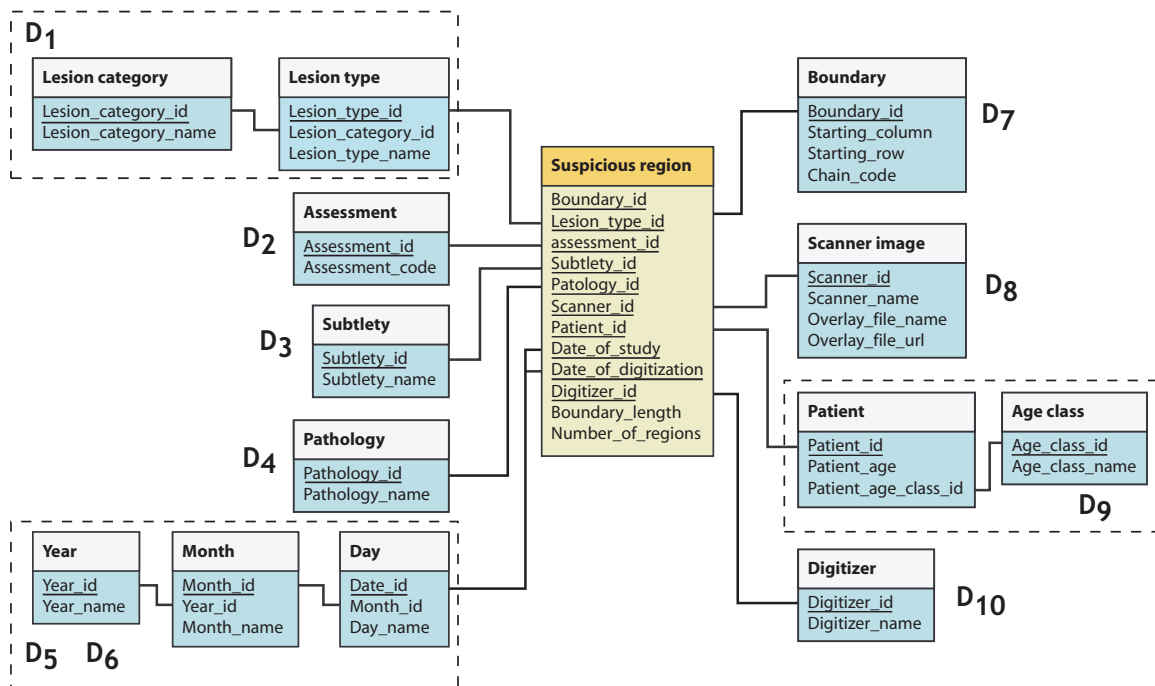 D1
Lesion category
Lesion_category_id
Lesion_category_name
Lesion type
Lesion_type_id
Lesion_category_id
Lesion_type_name
D2
Assessment
Assessment_id
Assessment_code
D3
Subtlety
Subtlety_id
Subtlety_name
D4
Pathology
Pathology_id
Pathology_name
Year
Year_id
Year_name
Month
Month_id
Year_id
Month_name
Day
Date_id
Month_id
Day_name
D5 D6
Suspicious region
Boundary_id
Lesion_type_id
assessment_id
Subtlety_id
Patology_id
Scanner_id
Patient_id
Date_of_study
Date_of_digitization
Digitizer_id
Boundary_length
Number_of_regions
Boundary
Boundary_id
Starting_column
Starting_row
Chain_code
D7
Scanner image
Scanner_id
Scanner_name
Overlay_file_name
Overlay_file_url
D8
Patient
Patient_id
Patient_age
Patient_age_class_id
Age class
Age_class_id
Age_class_name
D9
Digitizer
Digitizer_id
Digitizer_name
D10